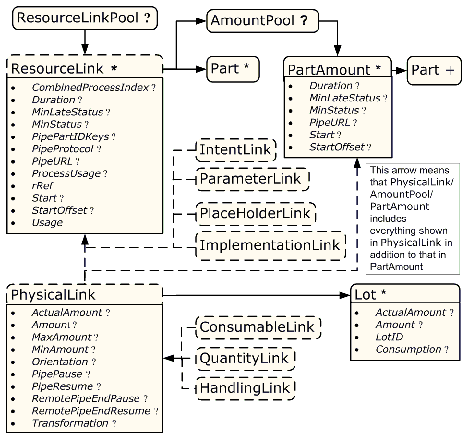 ResourceLinkPool ?
AmountPool ?
ResourceLink *
CombinedProcessIndex ?
Duration ?
MinLateStatus ?
MinStatus ?
PipePartIDKeys ?
PipeProtocol ?
PipeURL ?
ProcessUsage ?
rRef
Start ?
StartOffset ?
Usage
Part *
PartAmount *
Duration ?
MinLateStatus ?
MinStatus ?
PipeURL ?
Start ?
StartOffset ?
Part +
IntentLink
ParameterLink
PlaceHolderLink
ImplementationLink
This arrow means
that PhysicalLink/
AmountPool/
PartAmount
includes
everything shown
in PhysicalLink in
addition to that in
PartAmount
PhysicalLink
ActualAmount ?
Amount ?
MaxAmount ?
MinAmount ?
Orientation ?
PipePause ?
PipeResume ?
RemotePipeEndPause ?
RemotePipeEndResume ?
Transformation ?
ConsumableLink
QuantityLink
HandlingLink
Lot *
ActualAmount ?
Amount ?
LotID
Consumption ?